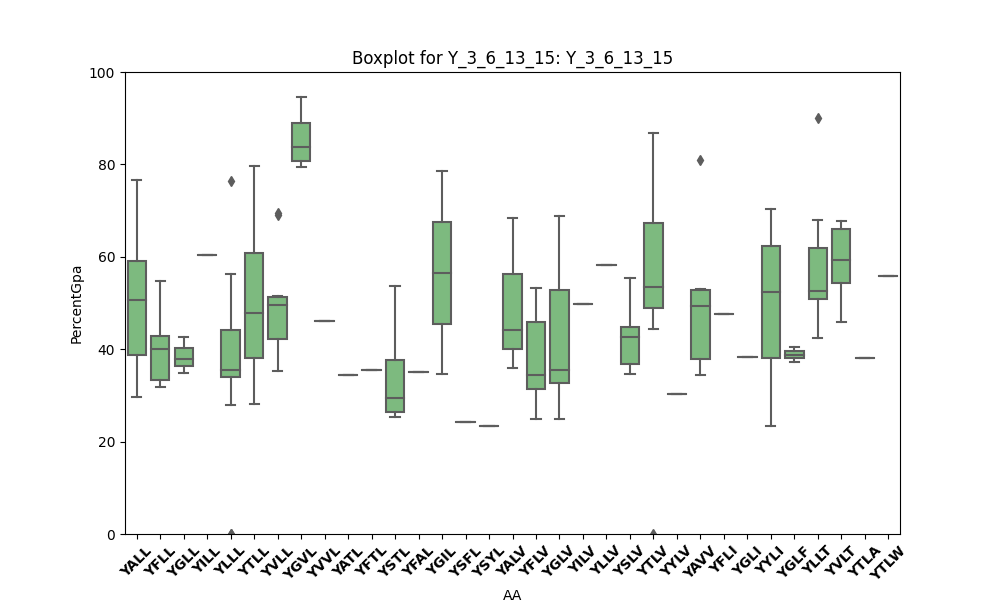 Boxplot for Y_3_6_13_15: Y_3_6_13_15
100
80
60
40
20
0
PercentGpa
YALL YFLL YGLL YILL YLLL YTLL YVLL YGVL YVVL YATL YFTL YSTL YFAL YGIL YSFL YSYL YALV YFLV YGLV YILV YLLV YSLV YTLV YYLV YAVV YFLI YGLI YYLI YGLF YLLT YVLT YTLA YTLW
AA